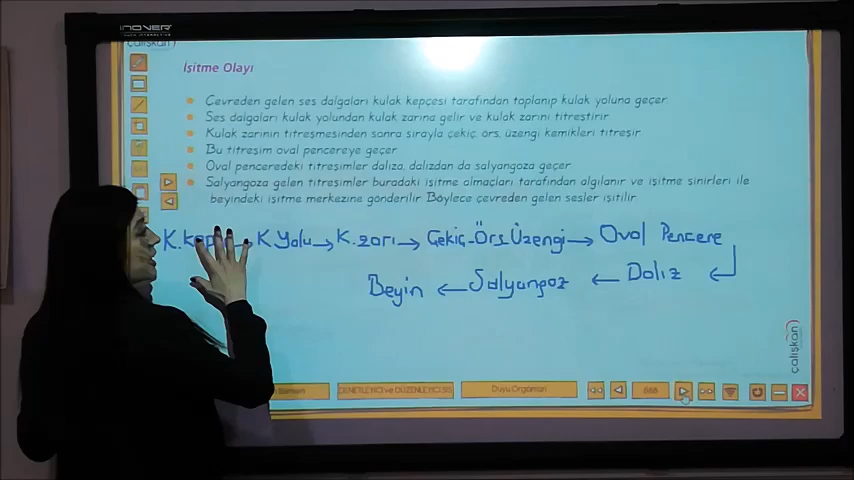 INOVER
çalışkan
İşitme Olayı
Çevreden gelen ses dalgaları kulak kepçesi tarafından toplanıp kulak yoluna geçer.
Ses dalgaları kulak yolundan kulak zarına gelir ve kulak zarını titreştirir.
Kulak zarının titreşmesinden sonra sırayla çekiç, örs, üzengi kemikleri titreşir.
Bu titreşim oval pencereye geçer.
Oval penceredeki titreşimler dalıza, dalızdan da salyangoza geçer.
Salyangoza gelen titreşimler buradaki işitme almaçları tarafından algılanır ve işitme sinirleri ile
beyindeki işitme merkezine gönderilir. Böylece çevreden gelen sesler işitilir.
K. → K.Yolu → K.zarı → Çekiç-Örs.Üzengi → Oval Pencere
Beyin ← Salyangoz ← Dalız ←
çalışkan
DENETLEYİCİ ve DÜZENLEYİCİ Sİ Duyu Organları